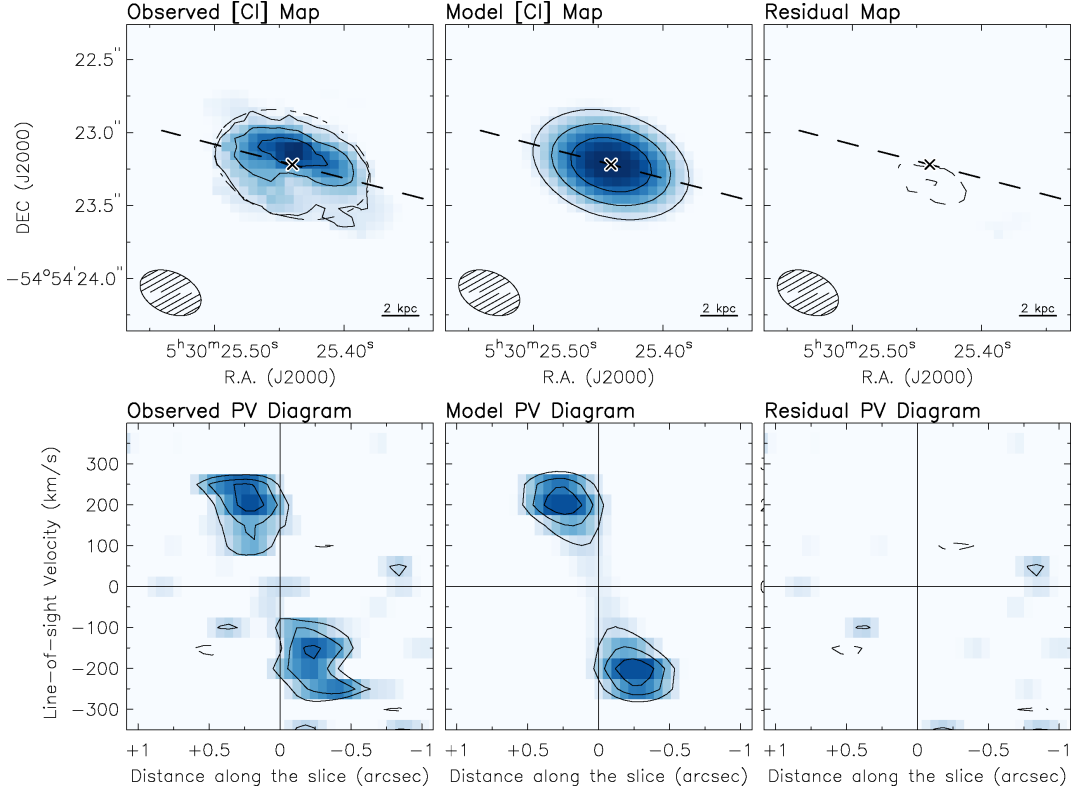 Observed [CI] Map Model [CI] Map Residual Map
22.5"
23.0"
23.5"
−54°54'24.0"
DEC (J2000)
2 kpc 2 kpc 2 kpc
5h30m25.50s 25.40s 5h30m25.50s 25.40s 5h30m25.50s 25.40s
R.A. (J2000) R.A. (J2000) R.A. (J2000)
Observed PV Diagram Model PV Diagram Residual PV Diagram
300
200
100
0
−100
−200
−300
Line−of−sight Velocity (km/s)
+1 +0.5 0 −0.5 −1 +1 +0.5 0 −0.5 −1 +1 +0.5 0 −0.5 −1
Distance along the slice (arcsec) Distance along the slice (arcsec) Distance along the slice (arcsec)